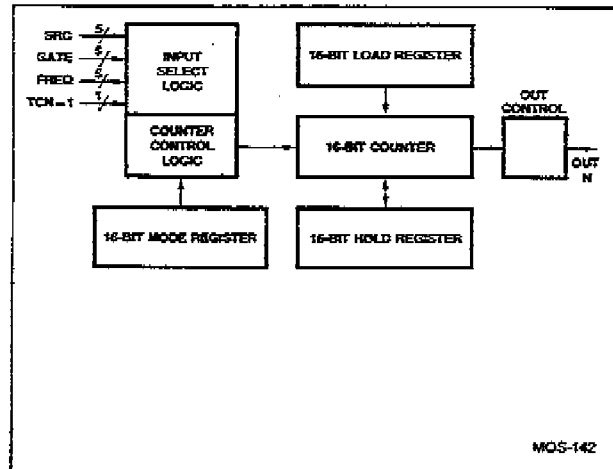 SRC 5
GATE 5
FREQ 5
TCN-1 1
INPUT
SELECT
LOGIC
COUNTER
CONTROL
LOGIC
16-BIT MODE REGISTER
16-BIT LOAD REGISTER
16-BIT COUNTER
16-BIT HOLD REGISTER
OUT
CONTROL
OUT
N
MOS-142